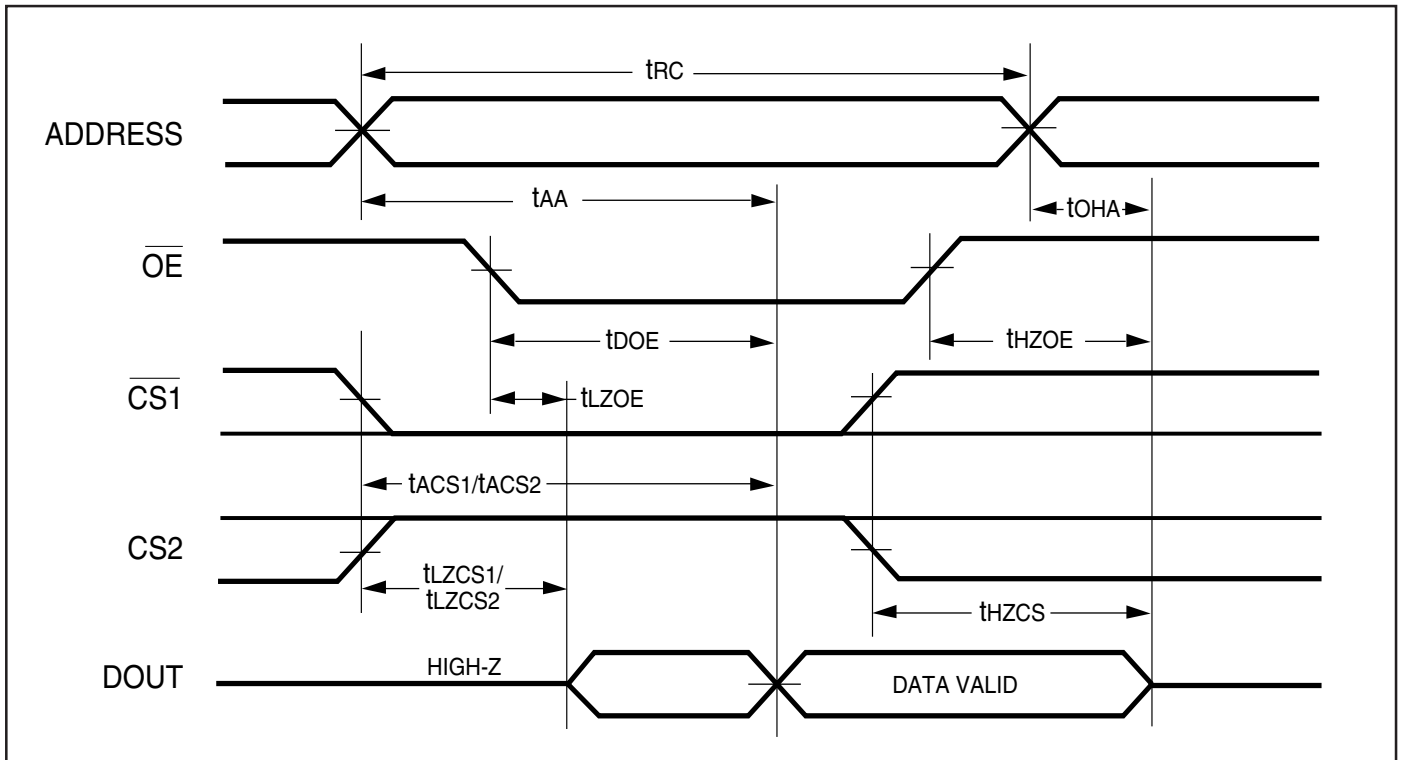 tRC
ADDRESS
tAA
tOHA
OE
tDOE
tHZOE
CS1
tLZOE
tACS1/tACS2
CS2
tLZCS1/
tLZCS2
tHZCS
DOUT
HIGH-Z
DATA VALID